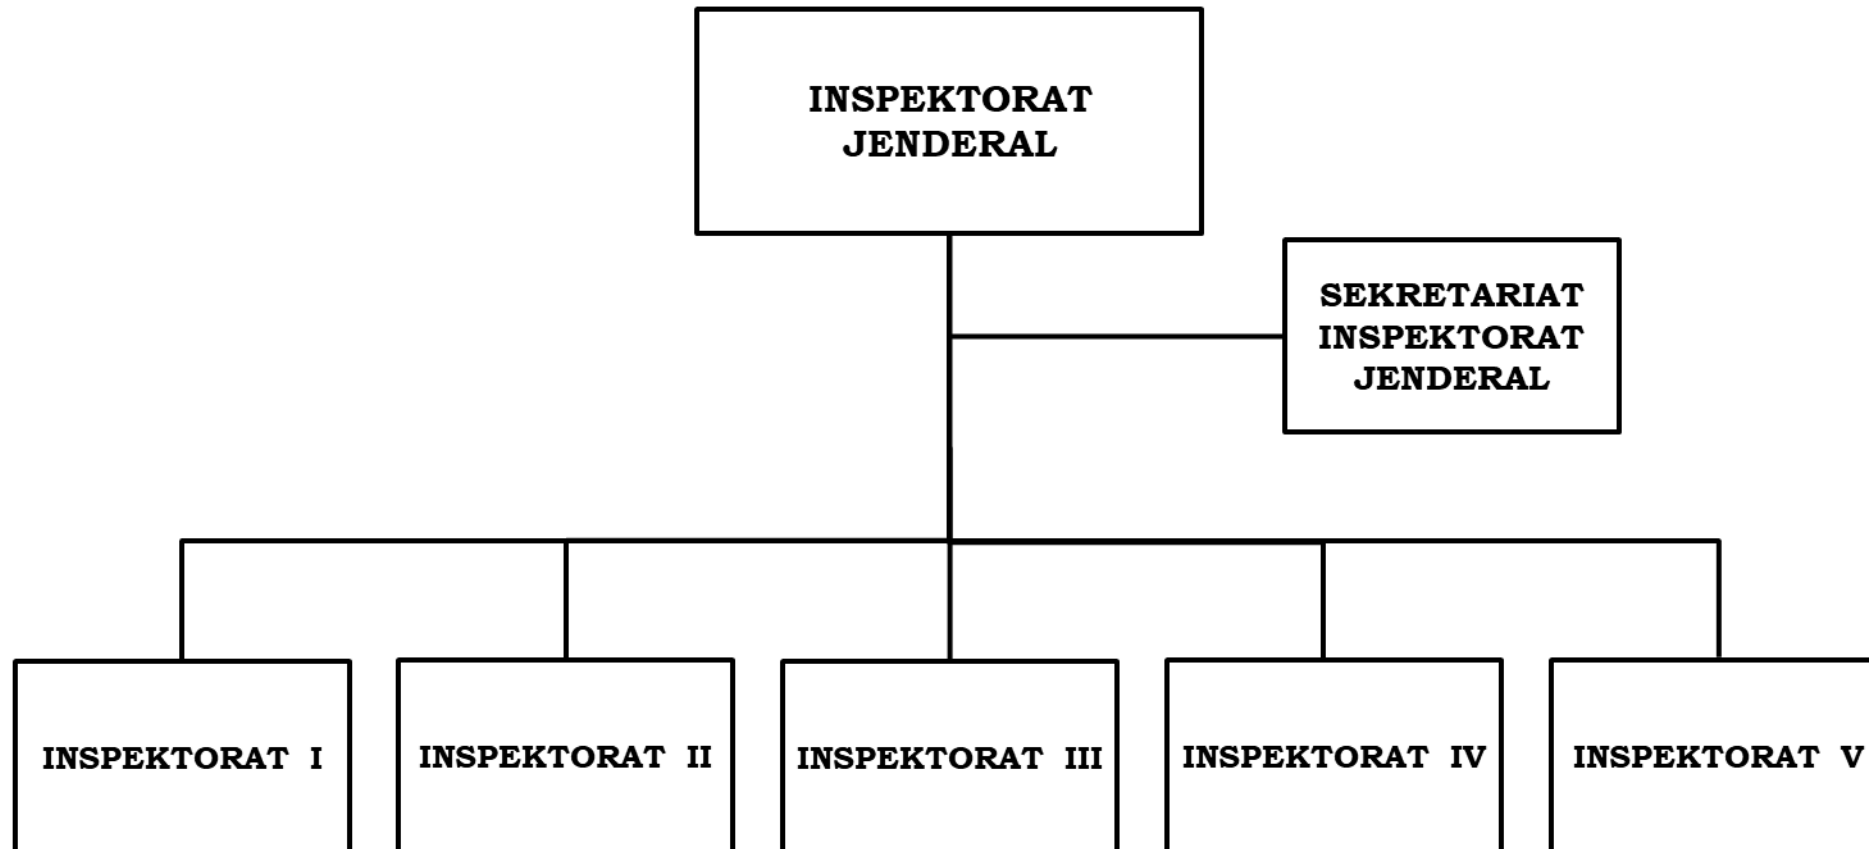 INSPEKTORAT
JENDERAL
SEKRETARIAT
INSPEKTORAT
JENDERAL
INSPEKTORAT I
INSPEKTORAT II
INSPEKTORAT III
INSPEKTORAT IV
INSPEKTORAT V